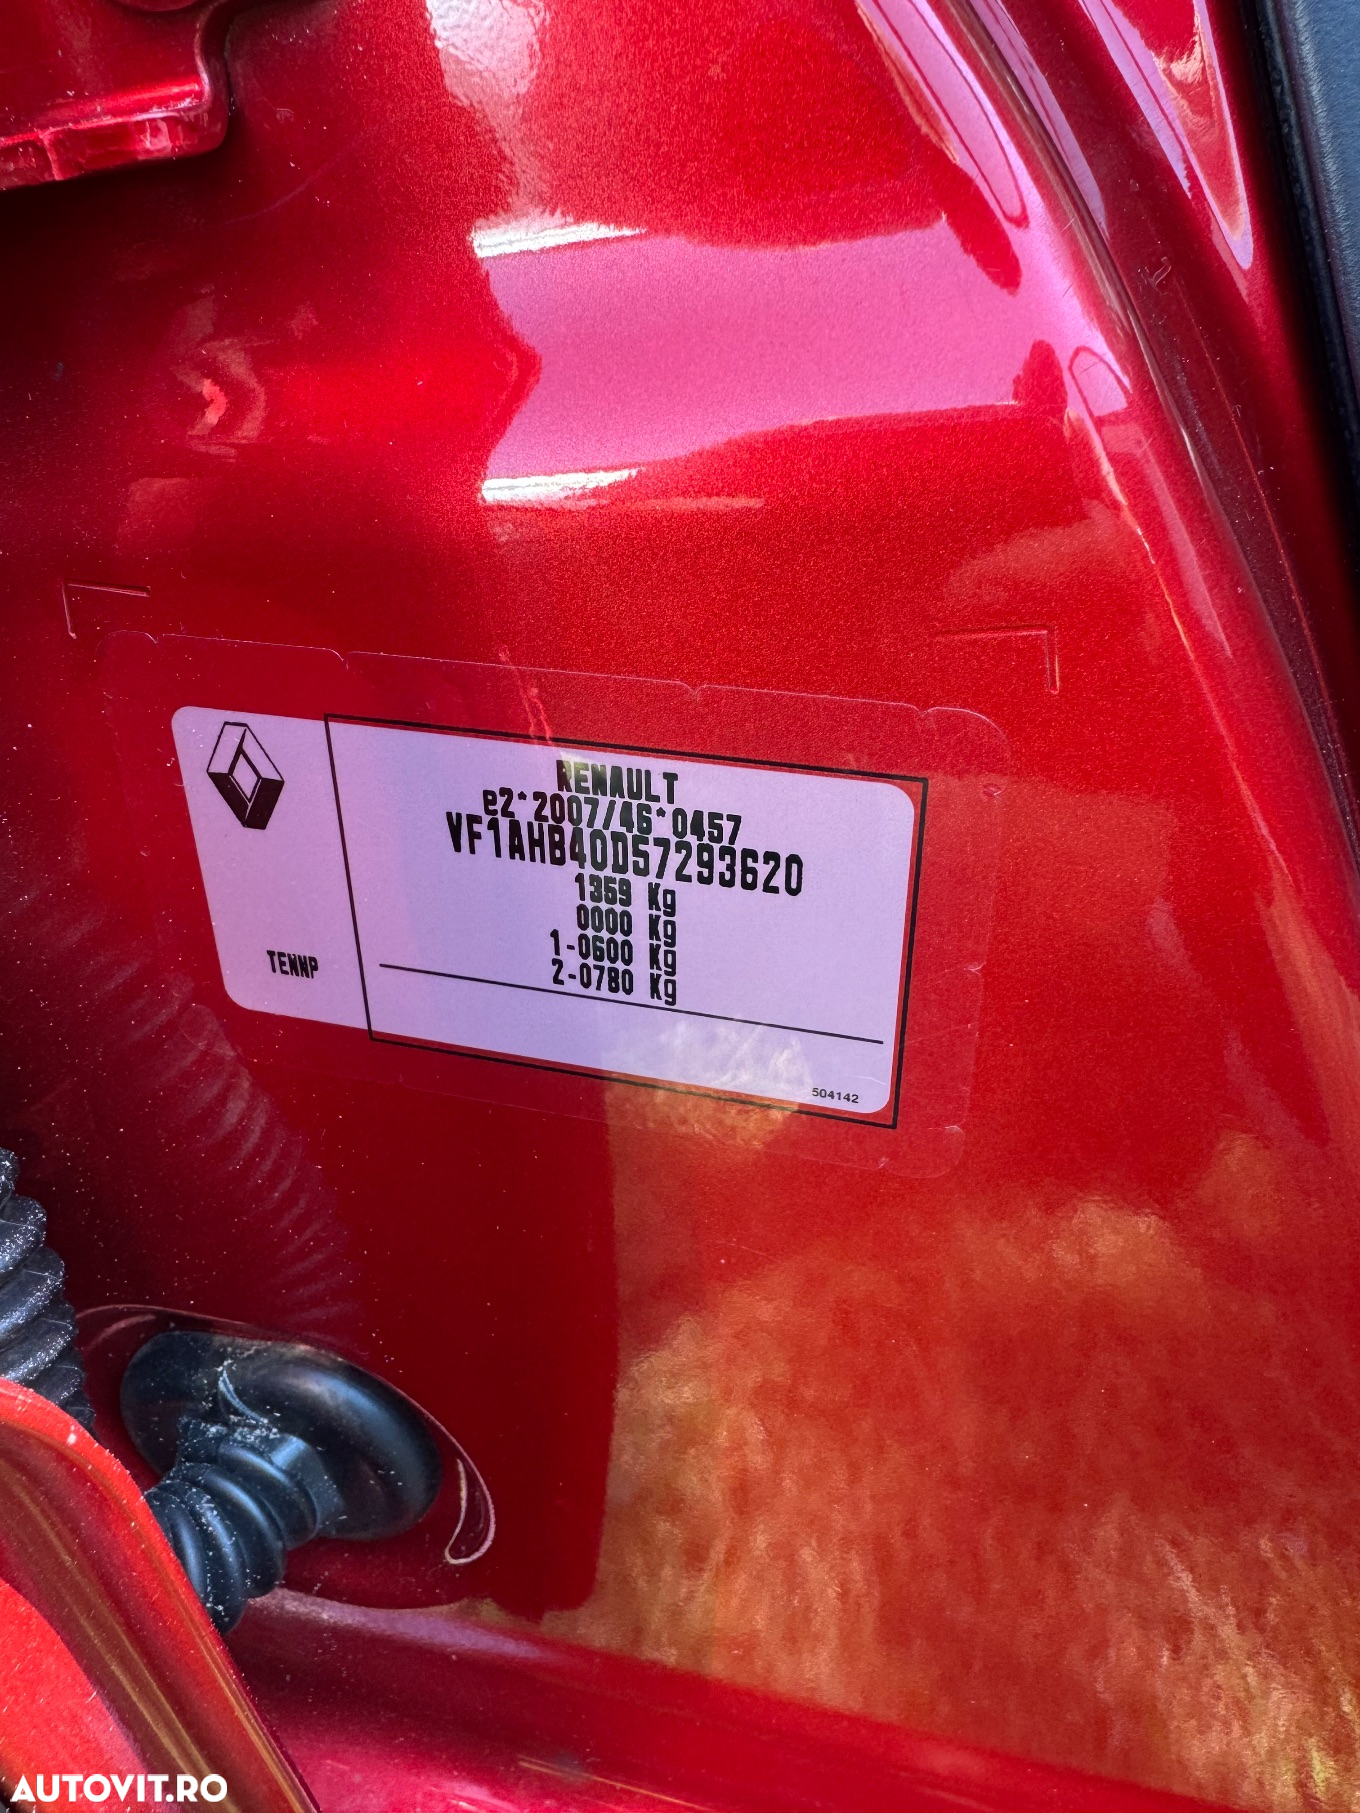 RENAULT
e2*2007/46*0457
VF1AHB40D57293620
1359 Kg
0000 Kg
1-0600 Kg
2-0780 Kg
TENNP
504142
AUTOVIT.RO